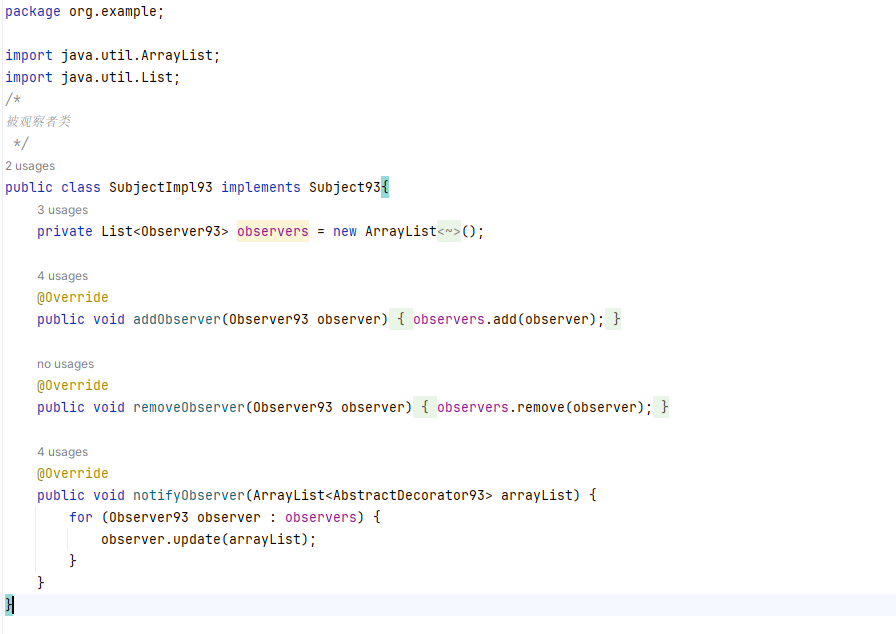 package org.example;
import java.util.ArrayList;
import java.util.List;
/*
被观察者类
 */
2 usages
public class SubjectImpl93 implements Subject93{
    3 usages
    private List<Observer93> observers = new ArrayList<~>();
    4 usages
    @Override
    public void addObserver(Observer93 observer) { observers.add(observer); }
    no usages
    @Override
    public void removeObserver(Observer93 observer) { observers.remove(observer); }
    4 usages
    @Override
    public void notifyObserver(ArrayList<AbstractDecorator93> arrayList) {
        for (Observer93 observer : observers) {
            observer.update(arrayList);
        }
    }
}